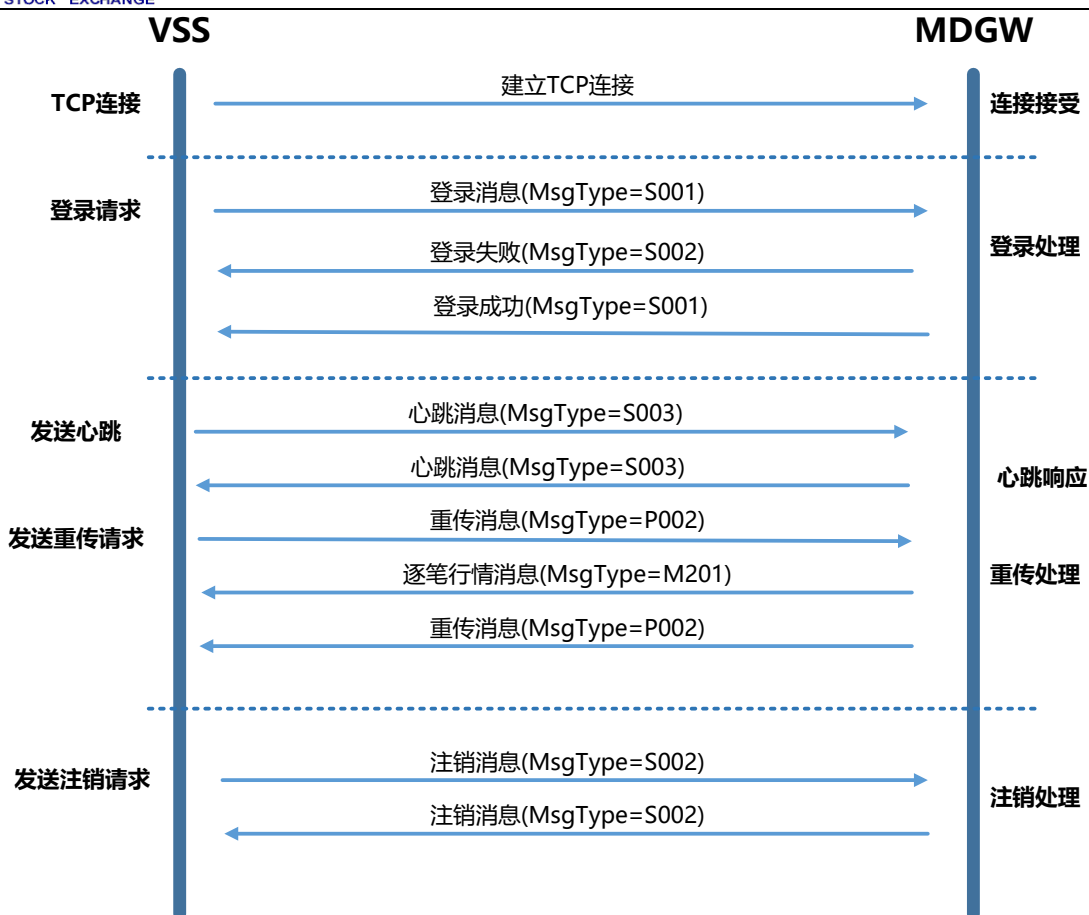 STOCK EXCHANGE
VSS
MDGW
建立TCP连接
TCP连接
连接接受
登录消息(MsgType=S001)
登录请求
登录失败(MsgType=S002)
登录处理
登录成功(MsgType=S001)
心跳消息(MsgType=S003)
发送心跳
心跳消息(MsgType=S003)
心跳响应
重传消息(MsgType=P002)
发送重传请求
逐笔行情消息(MsgType=M201)
重传处理
重传消息(MsgType=P002)
注销消息(MsgType=S002)
发送注销请求
注销处理
注销消息(MsgType=S002)